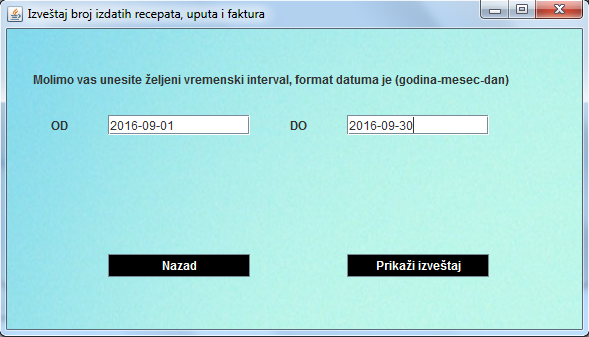 Izveštaj broj izdatih recepata, uputa i faktura
Molimo vas unesite željeni vremenski interval, format datuma je (godina-mesec-dan)
OD 2016-09-01 DO 2016-09-30
Nazad Prikaži izveštaj